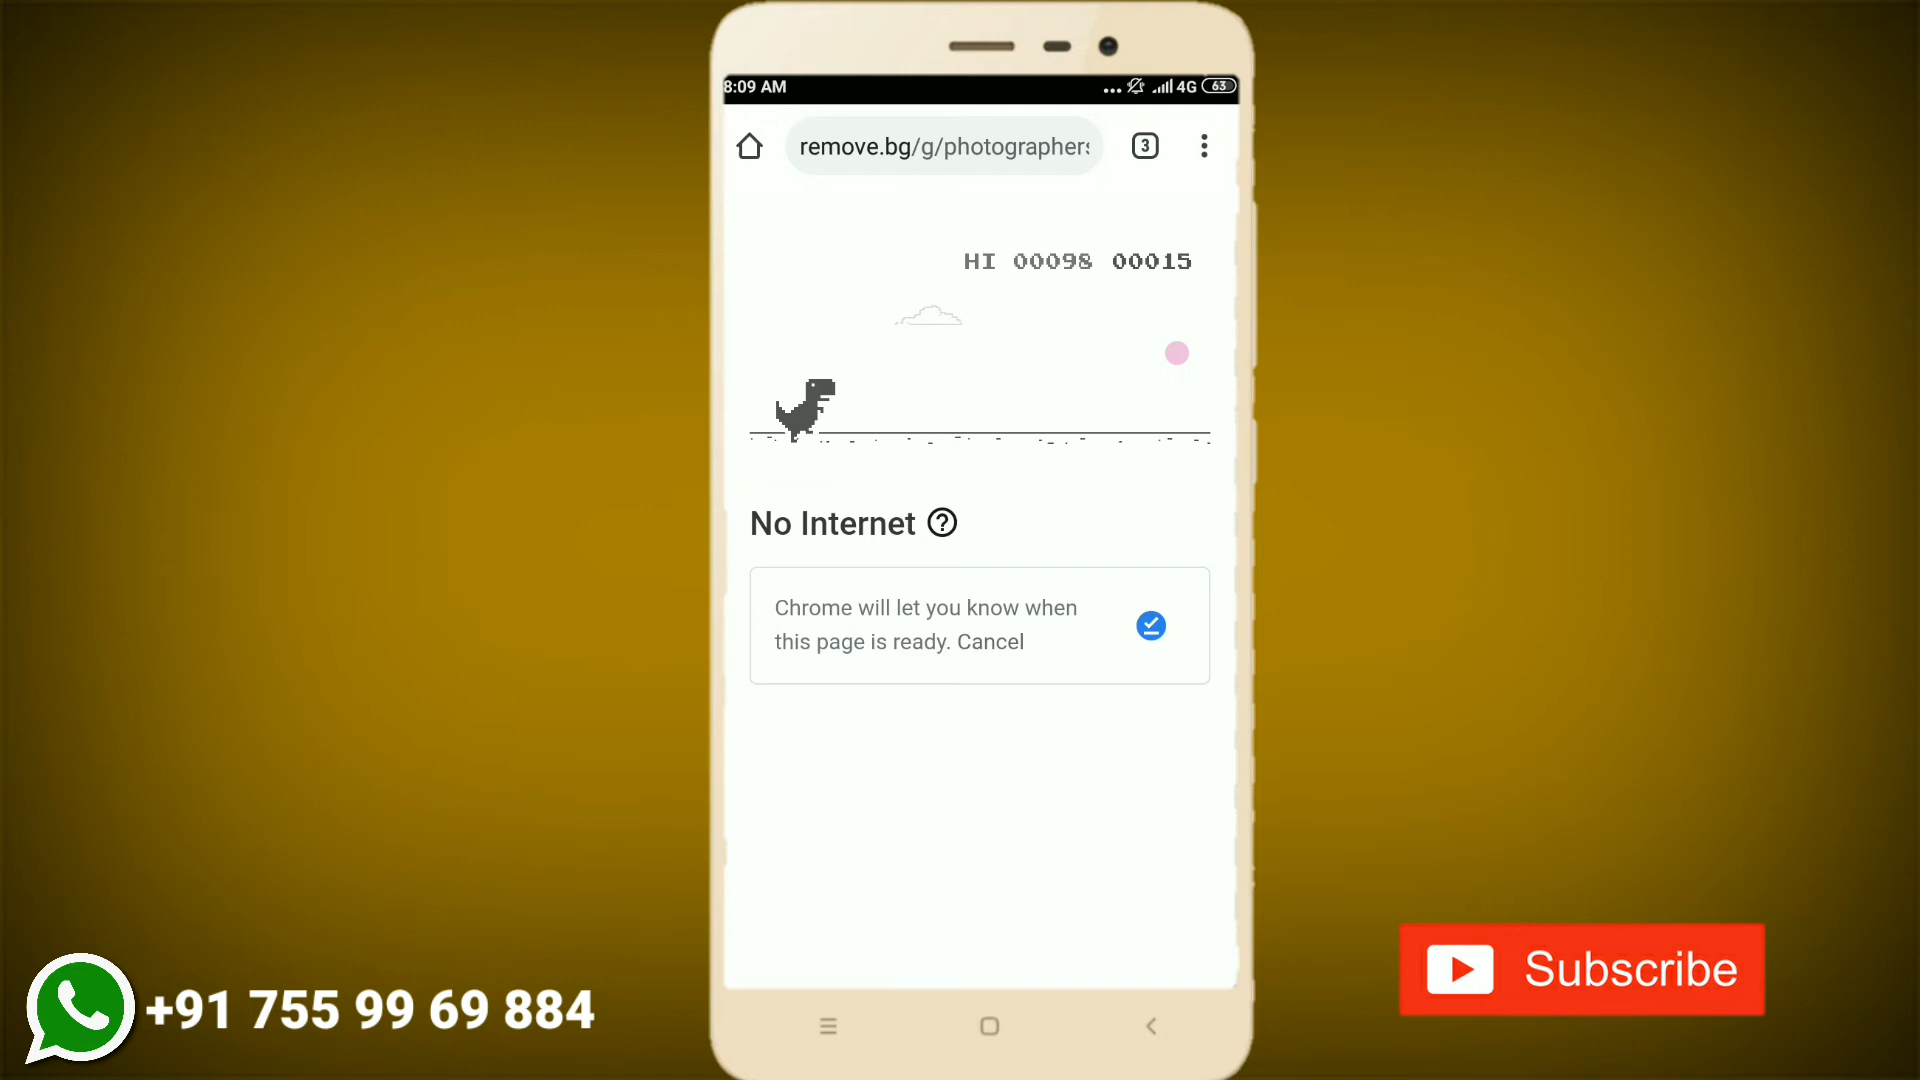 8:09 AM
4G 63
remove.bg/g/photographers
3
HI 00098 00015
No Internet
Chrome will let you know when
this page is ready. Cancel
+91 755 99 69 884
Subscribe